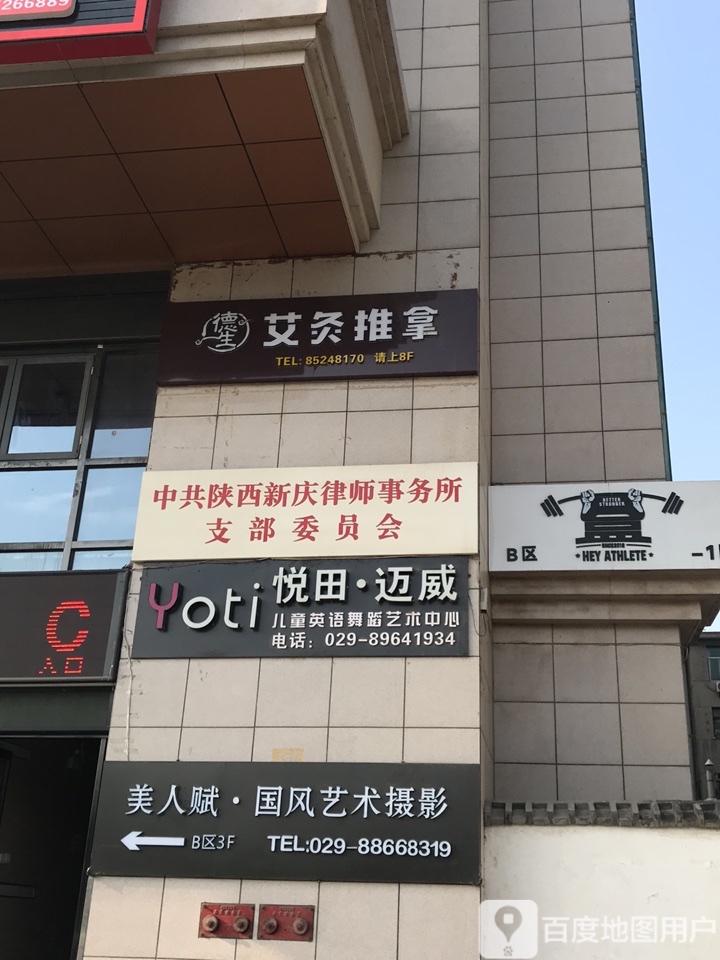 266889
德生
艾灸推拿
TEL: 85248170 请上8F
中共陕西新庆律师事务所
支部委员会
BETTER
STRONGER
HEY ATHLETE
B区
-1
C
入口
Yoti 悦田·迈威
儿童英语舞蹈艺术中心
电话：029-89641934
美人赋·国风艺术摄影
B区3F TEL:029-88668319
百度地图用户